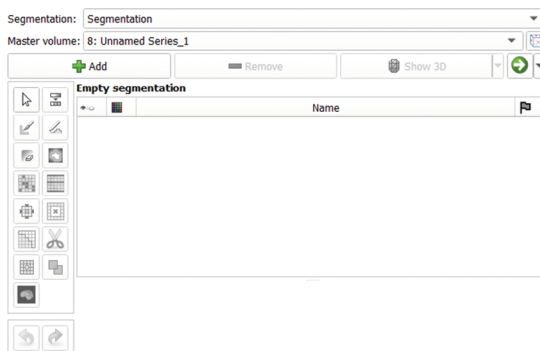 Segmentation: Segmentation
Master volume: 8: Unnamed Series_1
Add Remove Show 3D
Empty segmentation
Name